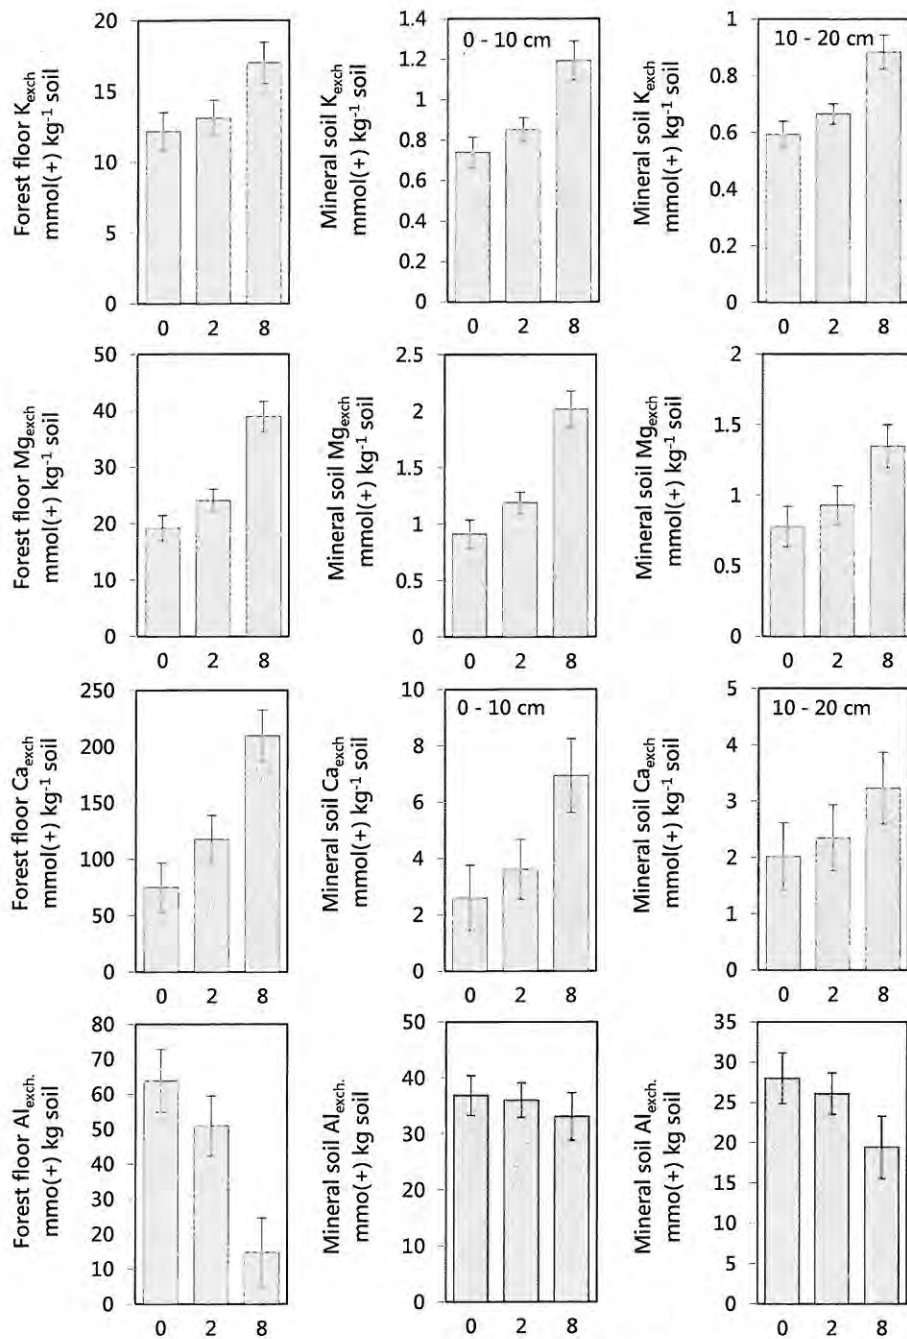 Forest floor K_exch
mmol(+) kg⁻¹ soil
20
15
10
5
0
0 2 8
Mineral soil K_exch
mmol(+) kg⁻¹ soil
0 - 10 cm
1.4
1.2
1
0.8
0.6
0.4
0.2
0
0 2 8
Mineral soil K_exch
mmol(+) kg⁻¹ soil
10 - 20 cm
1
0.8
0.6
0.4
0.2
0
0 2 8
Forest floor Mg_exch
mmol(+) kg⁻¹ soil
50
40
30
20
10
0
0 2 8
Mineral soil Mg_exch
mmol(+) kg⁻¹ soil
2.5
2
1.5
1
0.5
0
0 2 8
Mineral soil Mg_exch
mmol(+) kg⁻¹ soil
2
1.5
1
0.5
0
0 2 8
Forest floor Ca_exch
mmol(+) kg⁻¹ soil
250
200
150
100
50
0
0 2 8
Mineral soil Ca_exch
mmol(+) kg⁻¹ soil
0 - 10 cm
10
8
6
4
2
0
0 2 8
Mineral soil Ca_exch
mmol(+) kg⁻¹ soil
10 - 20 cm
5
4
3
2
1
0
0 2 8
Forest floor Al_exch.
mmo(+) kg soil
80
70
60
50
40
30
20
10
0
0 2 8
Mineral soil Al_exch.
mmo(+) kg soil
50
40
30
20
10
0
0 2 8
Mineral soil Al_exch.
mmo(+) kg soil
35
30
25
20
15
10
5
0
0 2 8